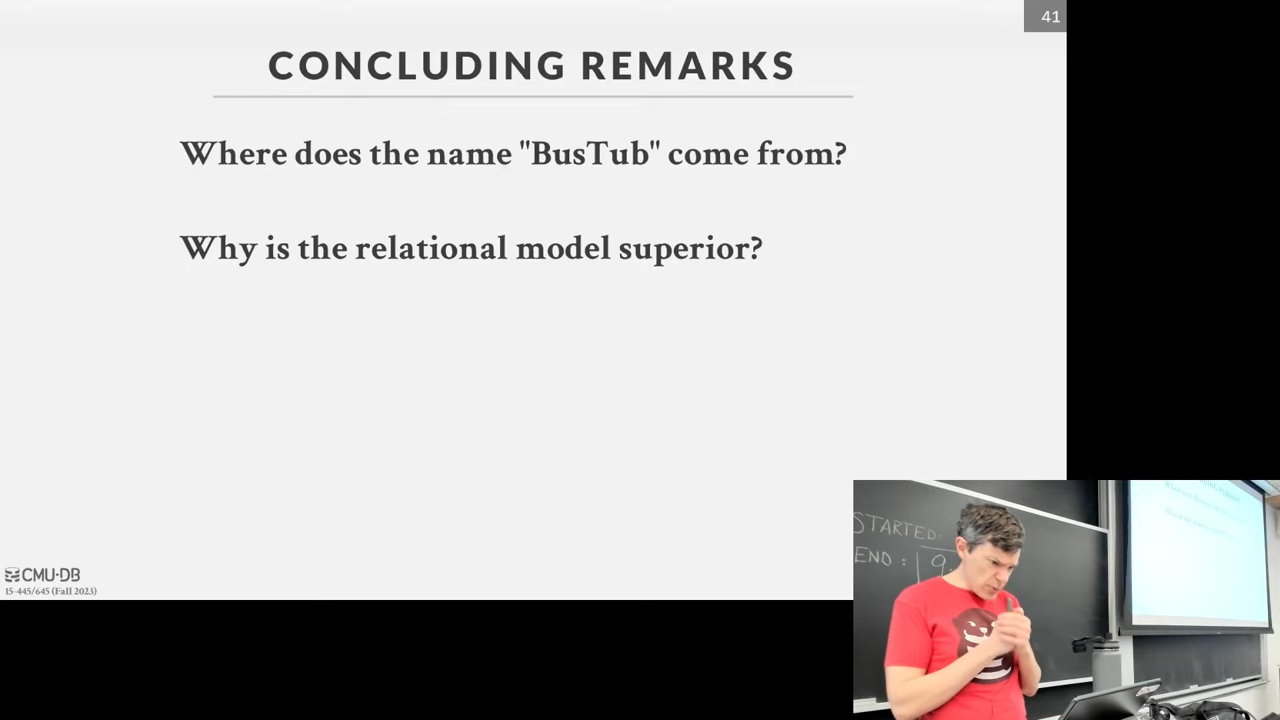 41
CONCLUDING REMARKS
Where does the name "BusTub" come from?
Why is the relational model superior?
CMU·DB
15-445/645 (Fall 2023)
STARTED:
END : 9